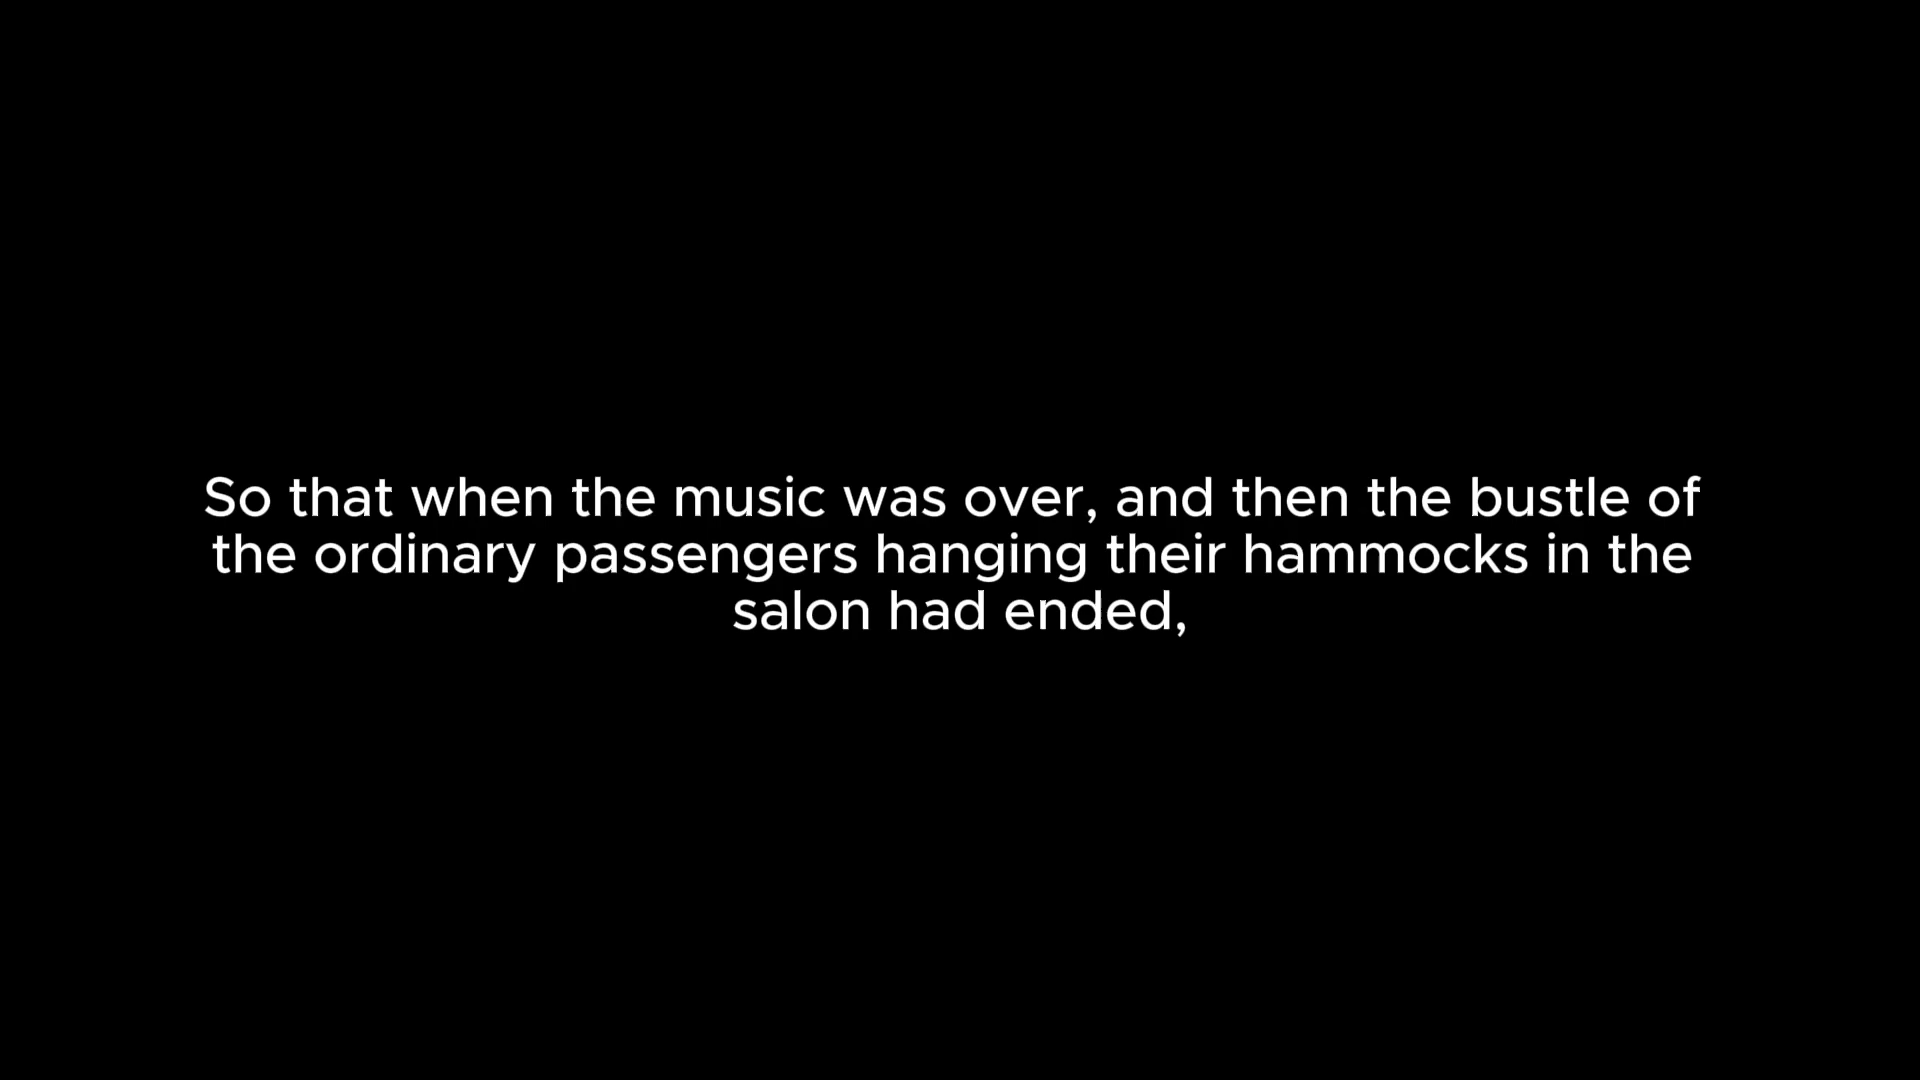 So that when the music was over, and then the bustle of
the ordinary passengers hanging their hammocks in the
salon had ended,